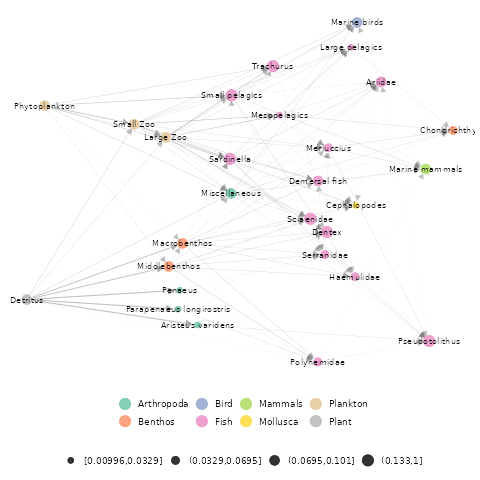 Marine birds
Large pelagics
Trachurus
Ariidae
Small pelagics
Phytoplankton
Mesopelagics
Small Zoo
Chondrichthy
Large Zoo
Merluccius
Sardinella
Marine mammals
Demersal fish
Miscellaneous
Cephalopodes
Sciaenidae
Dentex
Macrobenthos
Serranidae
Middlebenthos
Haemulidae
Penaeus
Detritus
Parapenaeus longirostris
Aristeus varidens
Pseudotolithus
Polynemidae
Arthropoda Bird Mammals Plankton
Benthos Fish Mollusca Plant
[0.00996,0.0329] (0.0329,0.0695] (0.0695,0.101] (0.133,1]